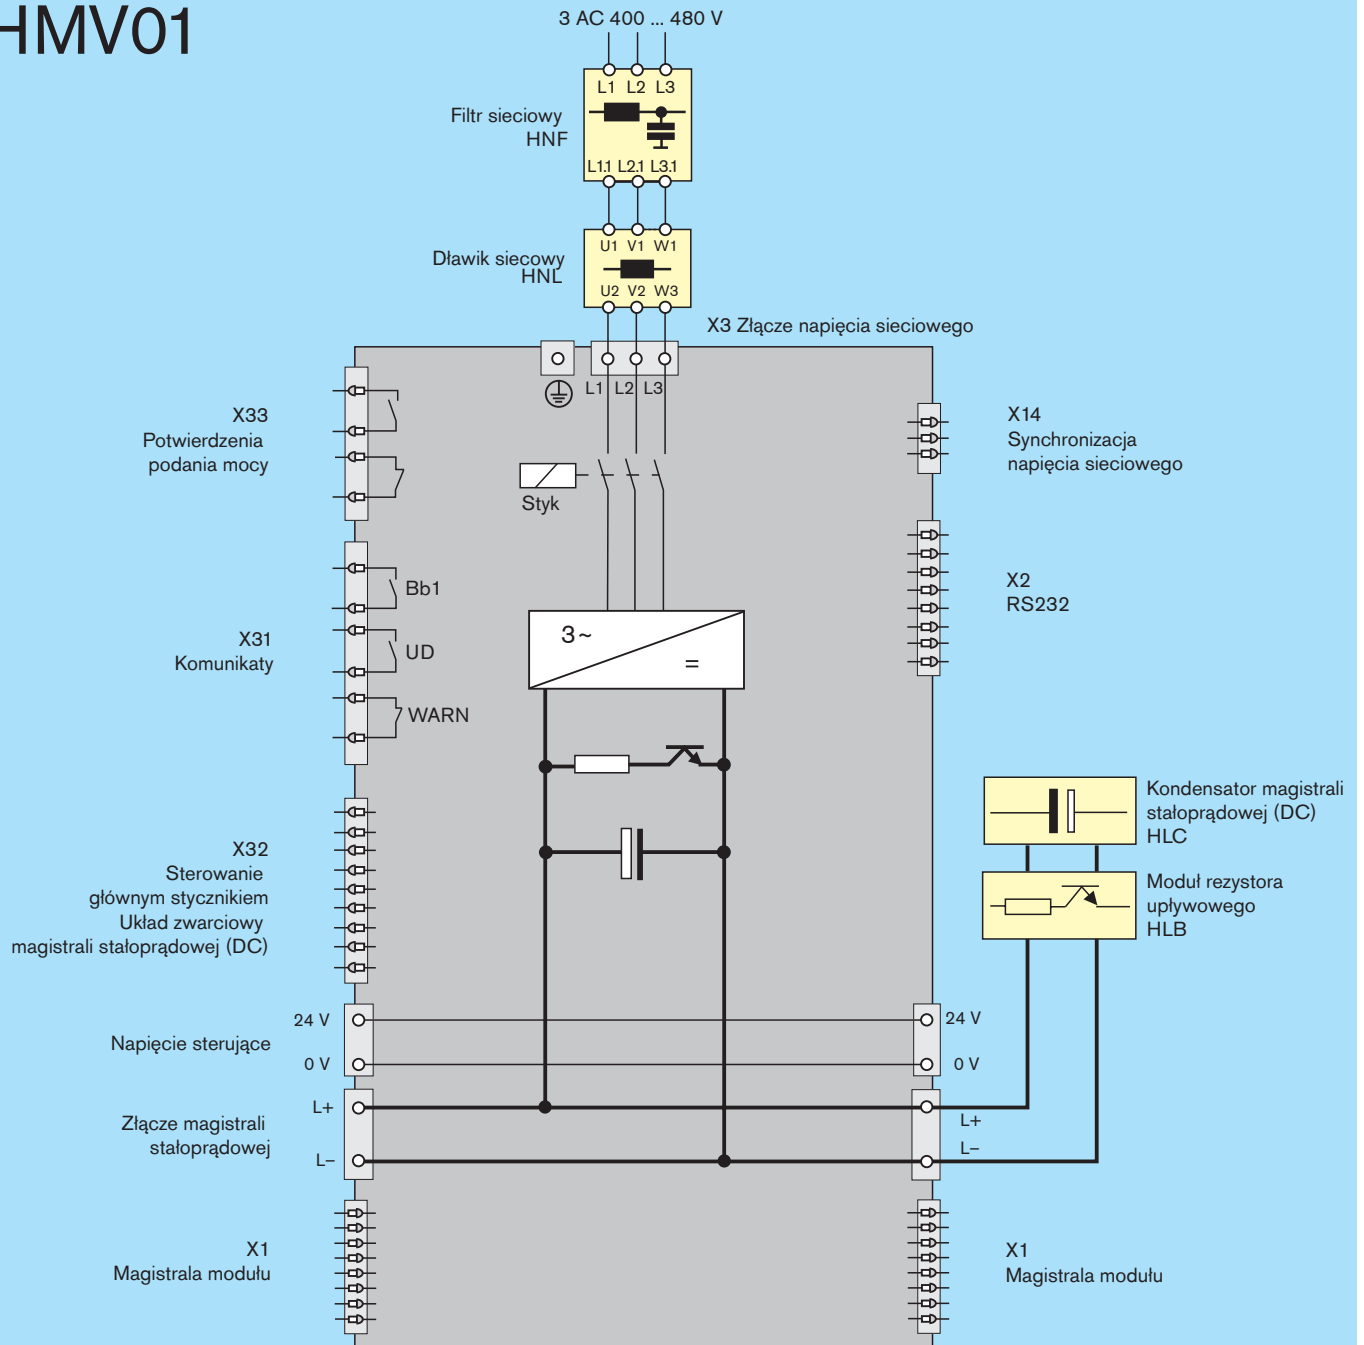 HMV01
3 AC 400 ... 480 V
L1 L2 L3
Filtr sieciowy
HNF
L1.1 L2.1 L3.1
U1 V1 W1
Dławik siecowy
HNL
U2 V2 W3
X3 Złącze napięcia sieciowego
L1 L2 L3
X33
Potwierdzenia
podania mocy
X14
Synchronizacja
napięcia sieciowego
Styk
X31
Komunikaty
Bb1
UD
WARN
X2
RS232
3~
=
Kondensator magistrali
stałoprądowej (DC)
HLC
Moduł rezystora
upływowego
HLB
X32
Sterowanie
głównym stycznikiem
Układ zwarciowy
magistrali stałoprądowej (DC)
Napięcie sterujące
24 V
0 V
24 V
0 V
Złącze magistrali
stałoprądowej
L+
L–
L+
L–
X1
Magistrala modułu
X1
Magistrala modułu